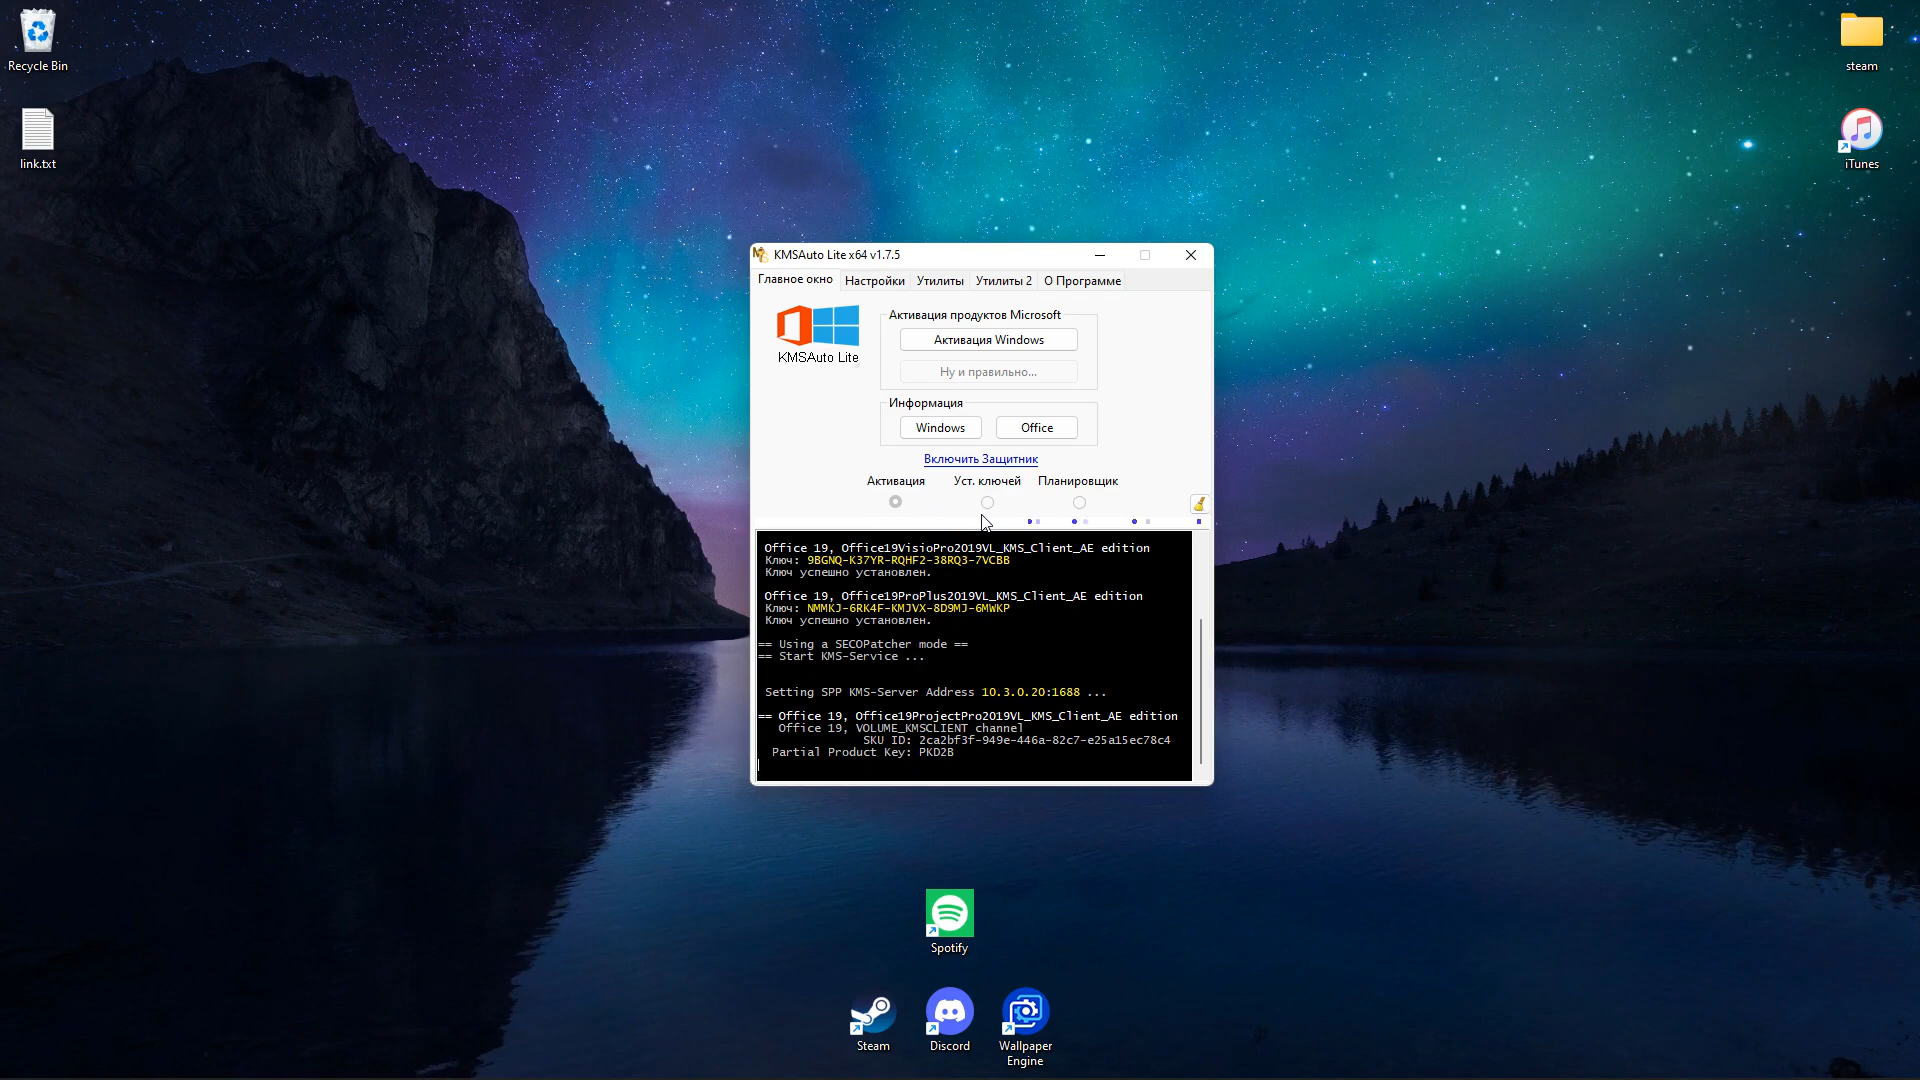 Recycle Bin
link.txt
steam
iTunes
KMSAuto Lite x64 v1.7.5
Главное окно
Настройки
Утилиты
Утилиты 2
О Программе
KMSAuto Lite
Активация продуктов Microsoft
Активация Windows
Ну и правильно...
Информация
Windows
Office
Включить Защитник
Активация
Уст. ключей
Планировщик
Office 19, Office19VisioPro2019VL_KMS_Client_AE edition
Ключ: 9BGNQ-K37YR-RQHF2-38RQ3-7VCBB
Ключ успешно установлен.
Office 19, Office19ProPlus2019VL_KMS_Client_AE edition
Ключ: NMMKJ-6RK4F-KMJVX-8D9MJ-6MWKP
Ключ успешно установлен.
== Using a SECOPatcher mode ==
== Start KMS-Service ...
Setting SPP KMS-Server Address 10.3.0.20:1688 ...
== Office 19, Office19ProjectPro2019VL_KMS_Client_AE edition
Office 19, VOLUME_KMSCLIENT channel
SKU ID: 2ca2bf3f-949e-446a-82c7-e25a15ec78c4
Partial Product Key: PKD2B
Spotify
Steam
Discord
Wallpaper
Engine